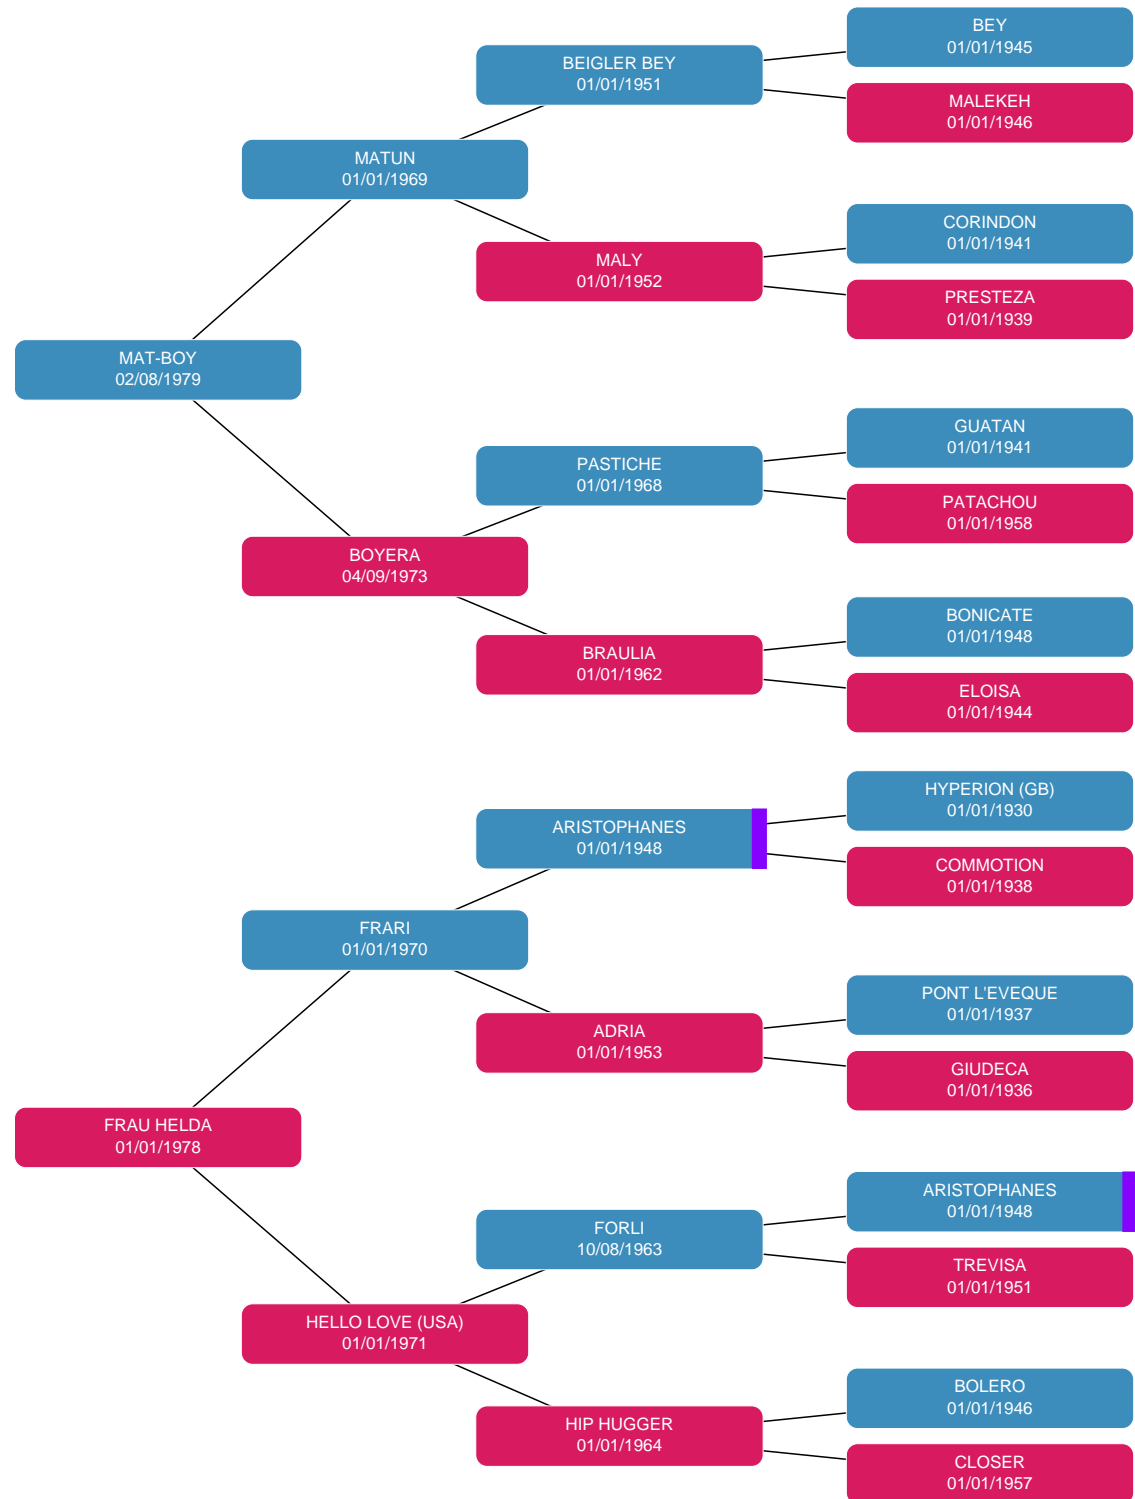 BEY
01/01/1945
BEIGLER BEY
01/01/1951
MALEKEH
01/01/1946
MATUN
01/01/1969
CORINDON
01/01/1941
MALY
01/01/1952
PRESTEZA
01/01/1939
MAT-BOY
02/08/1979
GUATAN
01/01/1941
PASTICHE
01/01/1968
PATACHOU
01/01/1958
BOYERA
04/09/1973
BONICATE
01/01/1948
BRAULIA
01/01/1962
ELOISA
01/01/1944
HYPERION (GB)
01/01/1930
ARISTOPHANES
01/01/1948
COMMOTION
01/01/1938
FRARI
01/01/1970
PONT L'EVEQUE
01/01/1937
ADRIA
01/01/1953
GIUDECA
01/01/1936
FRAU HELDA
01/01/1978
ARISTOPHANES
01/01/1948
FORLI
10/08/1963
TREVISA
01/01/1951
HELLO LOVE (USA)
01/01/1971
BOLERO
01/01/1946
HIP HUGGER
01/01/1964
CLOSER
01/01/1957